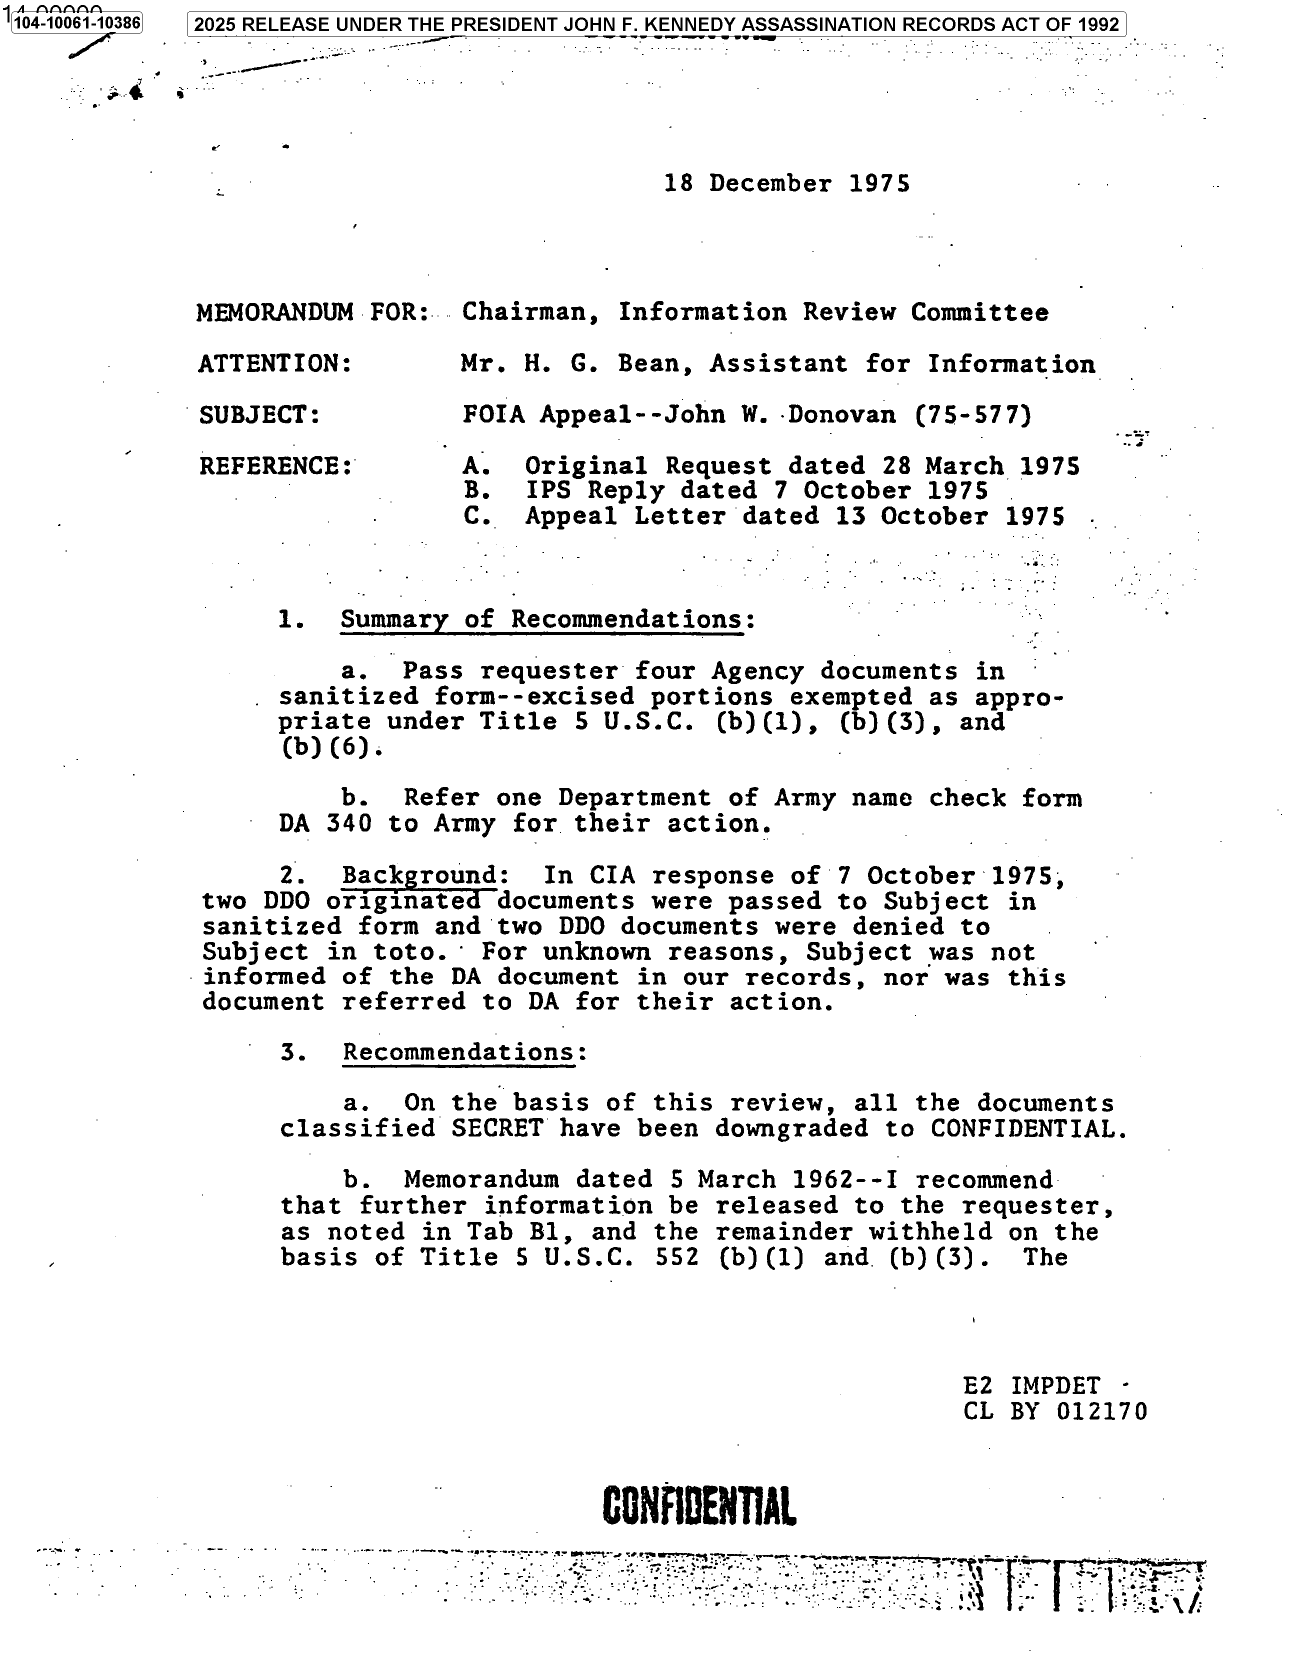 104-10061-10386
2025 RELEASE UNDER THE PRESIDENT JOHN F. KENNEDY ASSASSINATION RECORDS ACT OF 1992
18 December 1975
MEMORANDUM FOR: Chairman, Information Review Committee
ATTENTION: Mr. H. G. Bean, Assistant for Information
SUBJECT: FOIA Appeal--John W. Donovan (75-577)
REFERENCE: A. Original Request dated 28 March 1975
B. IPS Reply dated 7 October 1975
C. Appeal Letter dated 13 October 1975
1. Summary of Recommendations:
a. Pass requester four Agency documents in
sanitized form--excised portions exempted as appro-
priate under Title 5 U.S.C. (b)(1), (b)(3), and
(b)(6).
b. Refer one Department of Army name check form
DA 340 to Army for their action.
2. Background: In CIA response of 7 October 1975,
two DDO originated documents were passed to Subject in
sanitized form and two DDO documents were denied to
Subject in toto. For unknown reasons, Subject was not
informed of the DA document in our records, nor was this
document referred to DA for their action.
3. Recommendations:
a. On the basis of this review, all the documents
classified SECRET have been downgraded to CONFIDENTIAL.
b. Memorandum dated 5 March 1962--I recommend
that further information be released to the requester,
as noted in Tab B1, and the remainder withheld on the
basis of Title 5 U.S.C. 552 (b)(1) and (b)(3). The
E2 IMPDET
CL BY 012170
CONFIDENTIAL